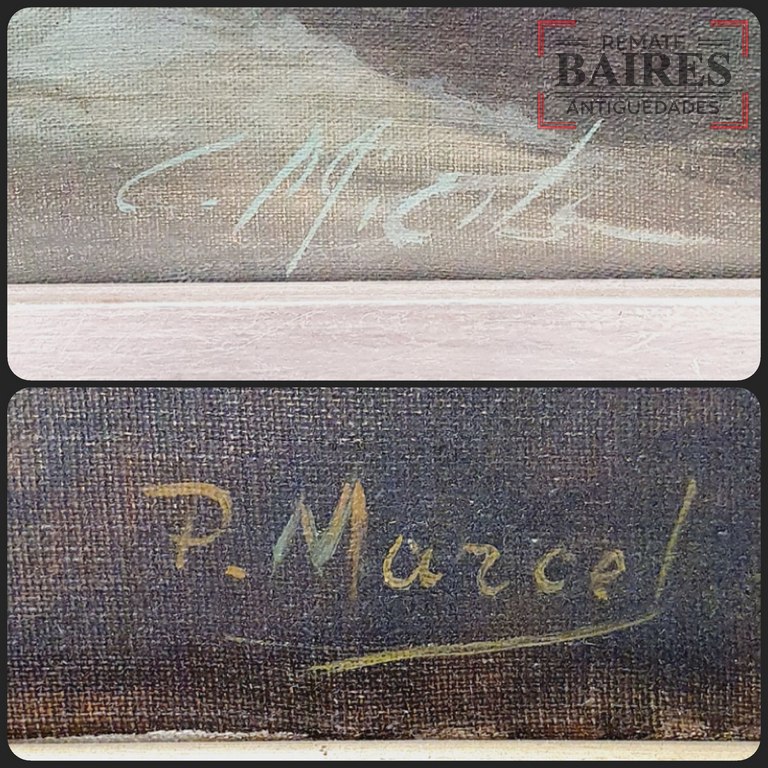 REMATE
BAIRES
ANTIGUEDADES
C.
P. Marcel